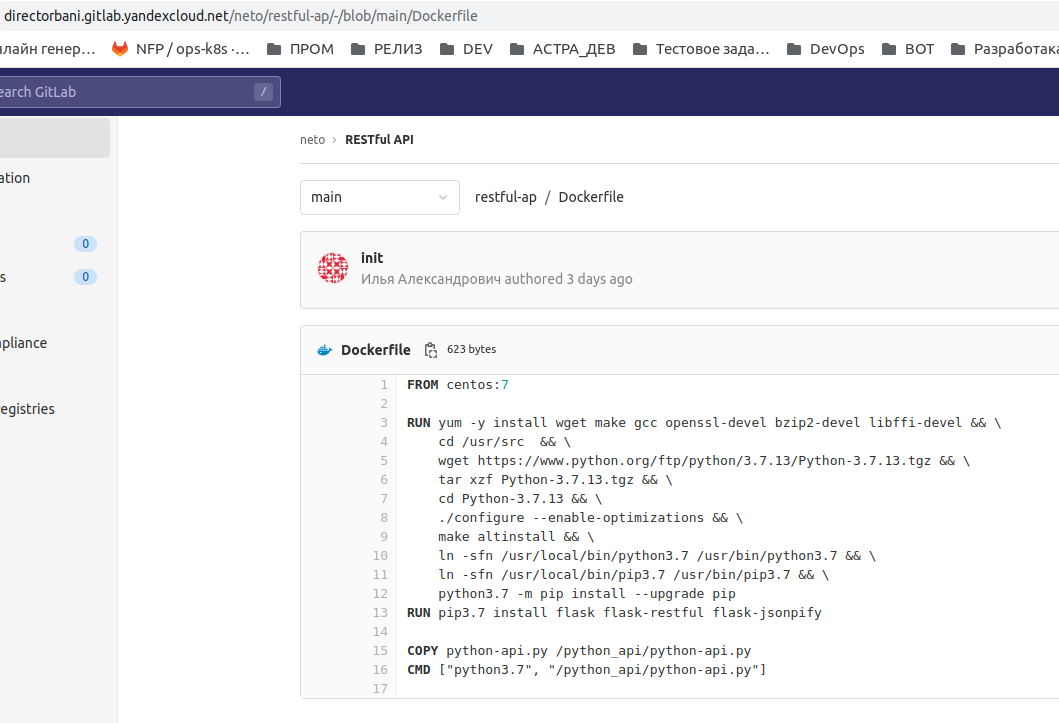 directorbani.gitlab.yandexcloud.net/neto/restful-ap/-/blob/main/Dockerfile
нлайн генер... NFP / ops-k8s ·... ПРОМ РЕЛИЗ DEV АСТРА_ДЕВ Тестовое зада... DevOps ВОТ Разработака
earch GitLab /
neto › RESTful API
ation
main restful-ap / Dockerfile
0
init
s 0
Илья Александрович authored 3 days ago
pliance
Dockerfile 623 bytes
1 FROM centos:7
2
egistries
3 RUN yum -y install wget make gcc openssl-devel bzip2-devel libffi-devel && \
4 cd /usr/src  && \
5 wget https://www.python.org/ftp/python/3.7.13/Python-3.7.13.tgz && \
6 tar xzf Python-3.7.13.tgz && \
7 cd Python-3.7.13 && \
8 ./configure --enable-optimizations && \
9 make altinstall && \
10 ln -sfn /usr/local/bin/python3.7 /usr/bin/python3.7 && \
11 ln -sfn /usr/local/bin/pip3.7 /usr/bin/pip3.7 && \
12 python3.7 -m pip install --upgrade pip
13 RUN pip3.7 install flask flask-restful flask-jsonpify
14
15 COPY python-api.py /python_api/python-api.py
16 CMD ["python3.7", "/python_api/python-api.py"]
17